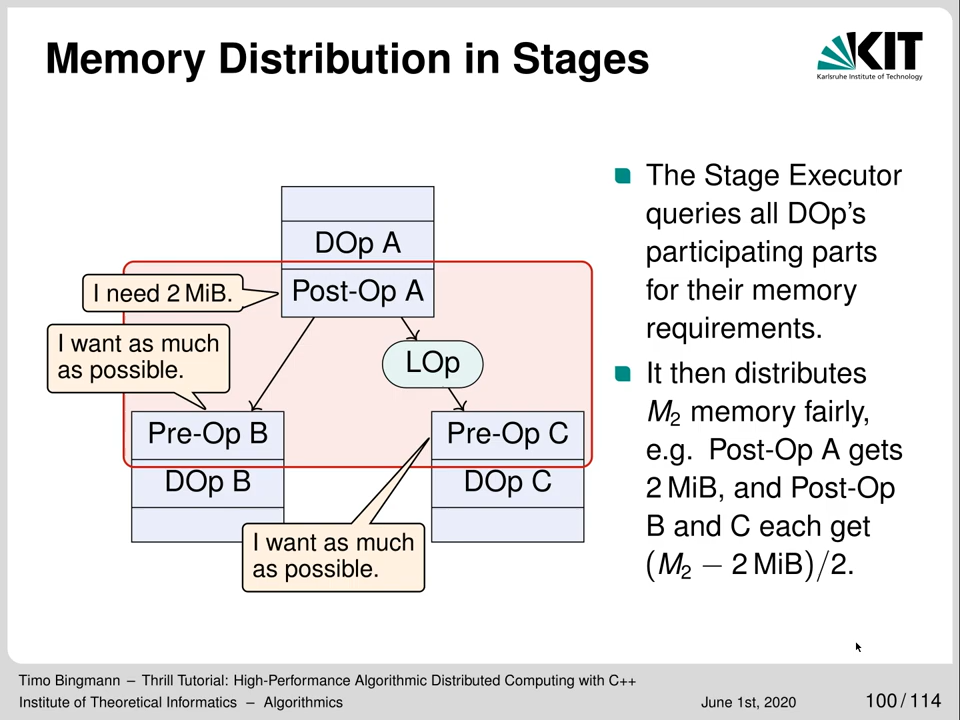 Memory Distribution in Stages
KIT
Karlsruhe Institute of Technology
DOp A
Post-Op A
I need 2 MiB.
I want as much
as possible.
LOp
Pre-Op B
DOp B
Pre-Op C
DOp C
I want as much
as possible.
The Stage Executor
queries all DOp’s
participating parts
for their memory
requirements.
It then distributes
M₂ memory fairly,
e.g. Post-Op A gets
2 MiB, and Post-Op
B and C each get
(M₂ − 2 MiB)/2.
Timo Bingmann – Thrill Tutorial: High-Performance Algorithmic Distributed Computing with C++
Institute of Theoretical Informatics – Algorithmics
June 1st, 2020
100 / 114